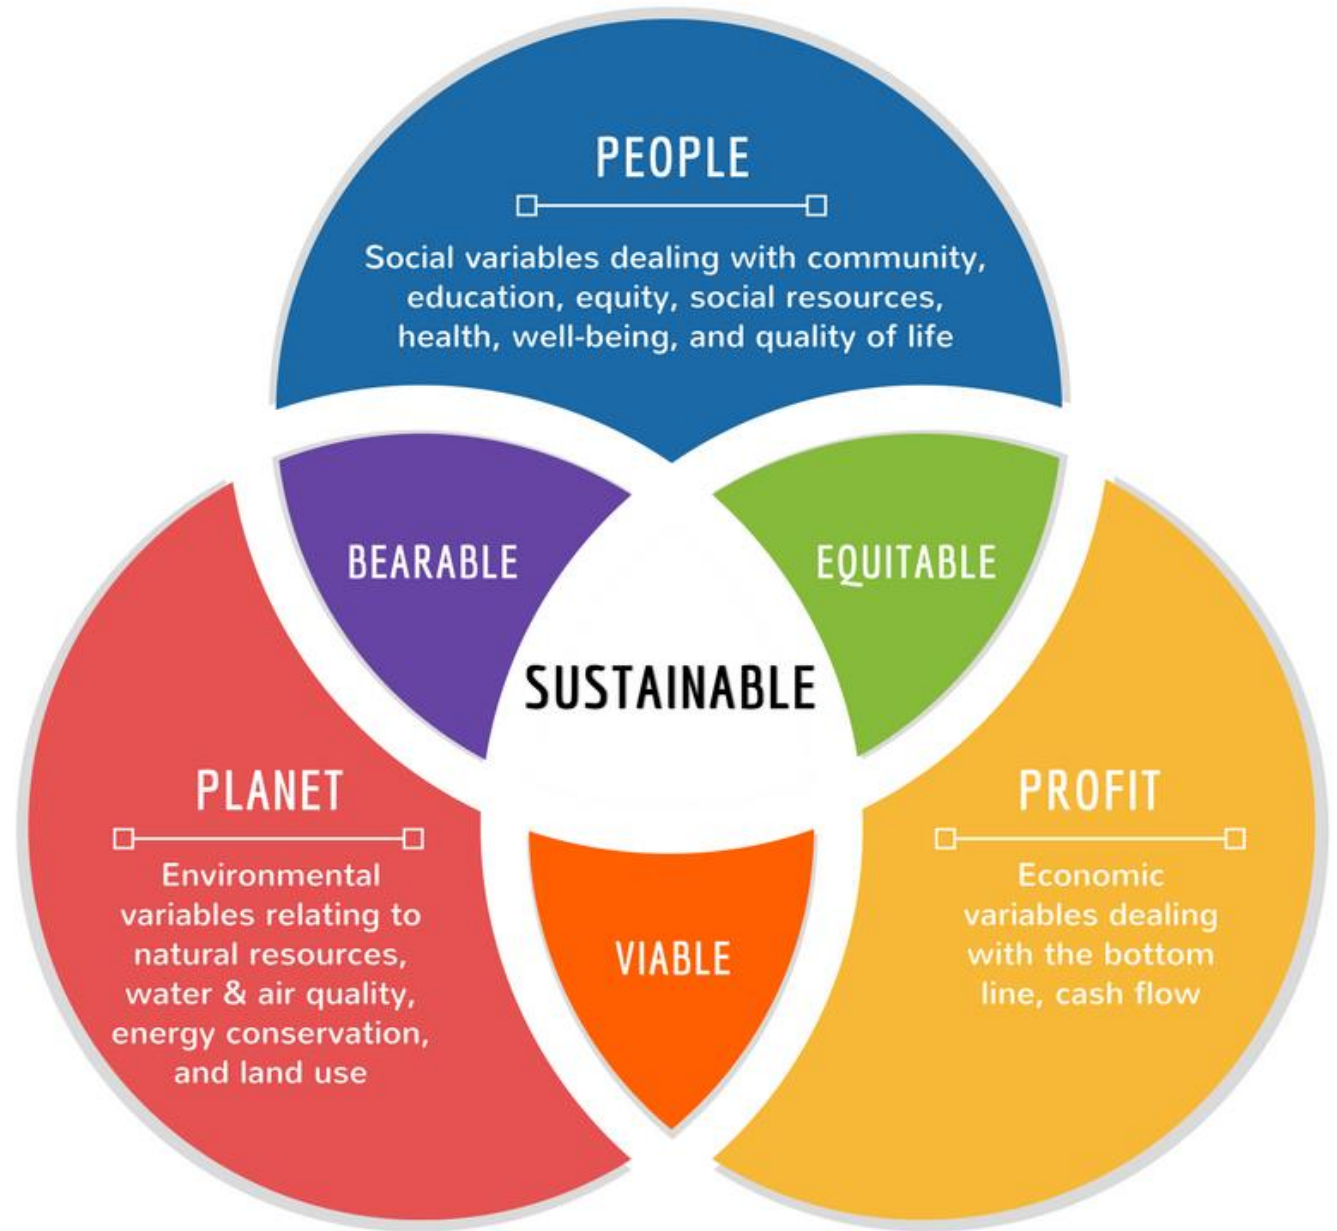 PEOPLE
Social variables dealing with community,
education, equity, social resources,
health, well-being, and quality of life
BEARABLE
EQUITABLE
SUSTAINABLE
PLANET
Environmental
variables relating to
natural resources,
water & air quality,
energy conservation,
and land use
PROFIT
Economic
variables dealing
with the bottom
line, cash flow
VIABLE